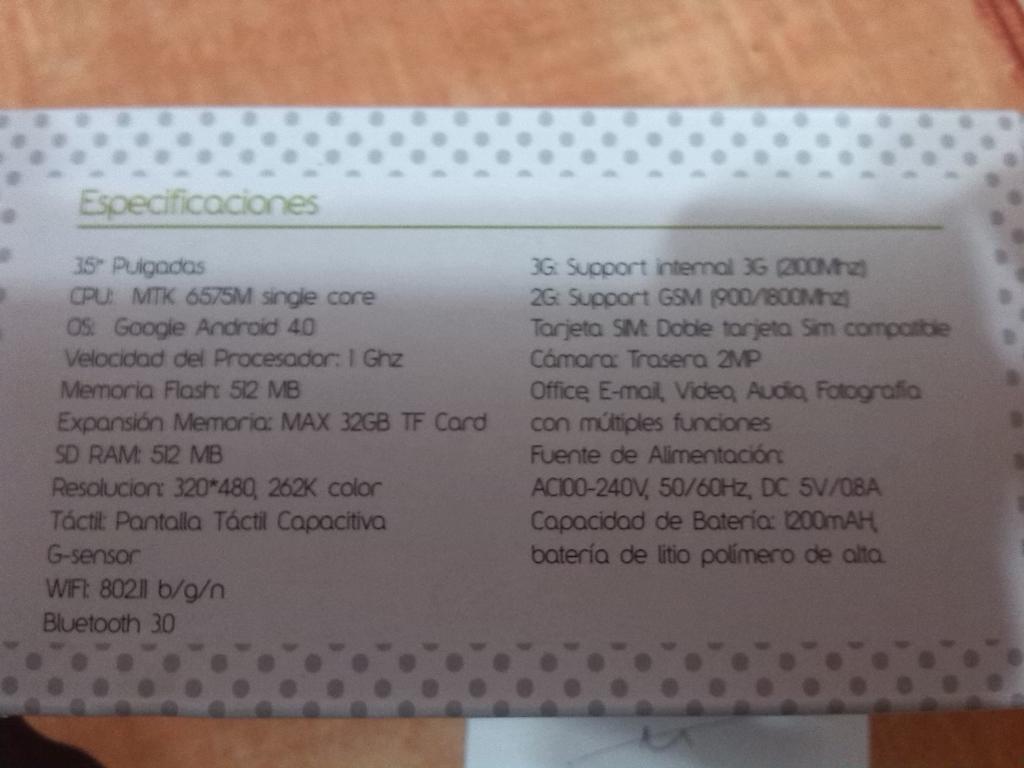 Especificaciones
3.5" Pulgadas
CPU: MTK 6575M single core
OS: Google Android 4.0
Velocidad del Procesador: 1 Ghz
Memoria Flash: 512 MB
Expansión Memoria: MAX 32GB TF Card
SD RAM: 512 MB
Resolucion: 320*480, 262K color
Táctil: Pantalla Táctil Capacitiva
G-sensor
WIFI: 802.11 b/g/n
Bluetooth 3.0
3G: Support internal 3G (2100Mhz)
2G: Support GSM (900/1800Mhz)
Tarjeta SIM: Doble tarjeta Sim compatible
Cámara: Trasera 2MP
Office, E-mail, Video, Audio, Fotografía
con múltiples funciones
Fuente de Alimentación:
AC100-240V, 50/60Hz, DC 5V/0.8A
Capacidad de Batería: 1200mAH,
batería de litio polímero de alta.